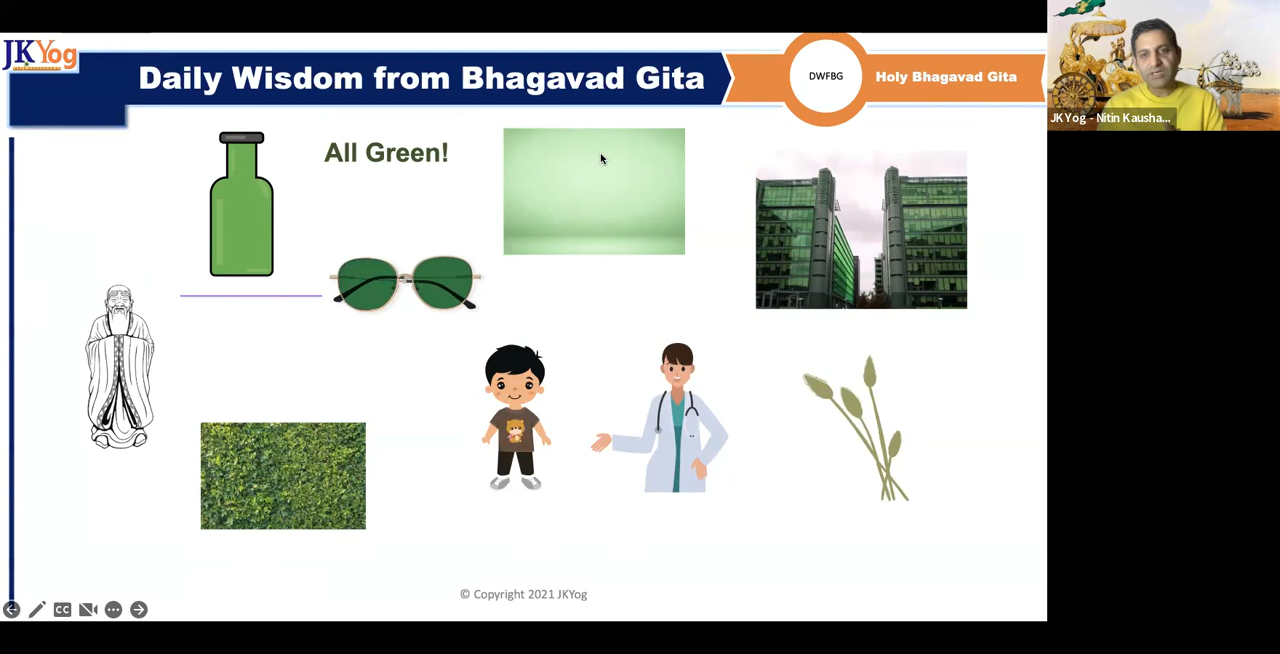 JKYog
Daily Wisdom from Bhagavad Gita
DWFBG
Holy Bhagavad Gita
JKYog - Nitin Kausha...
All Green!
© Copyright 2021 JKYog
CC